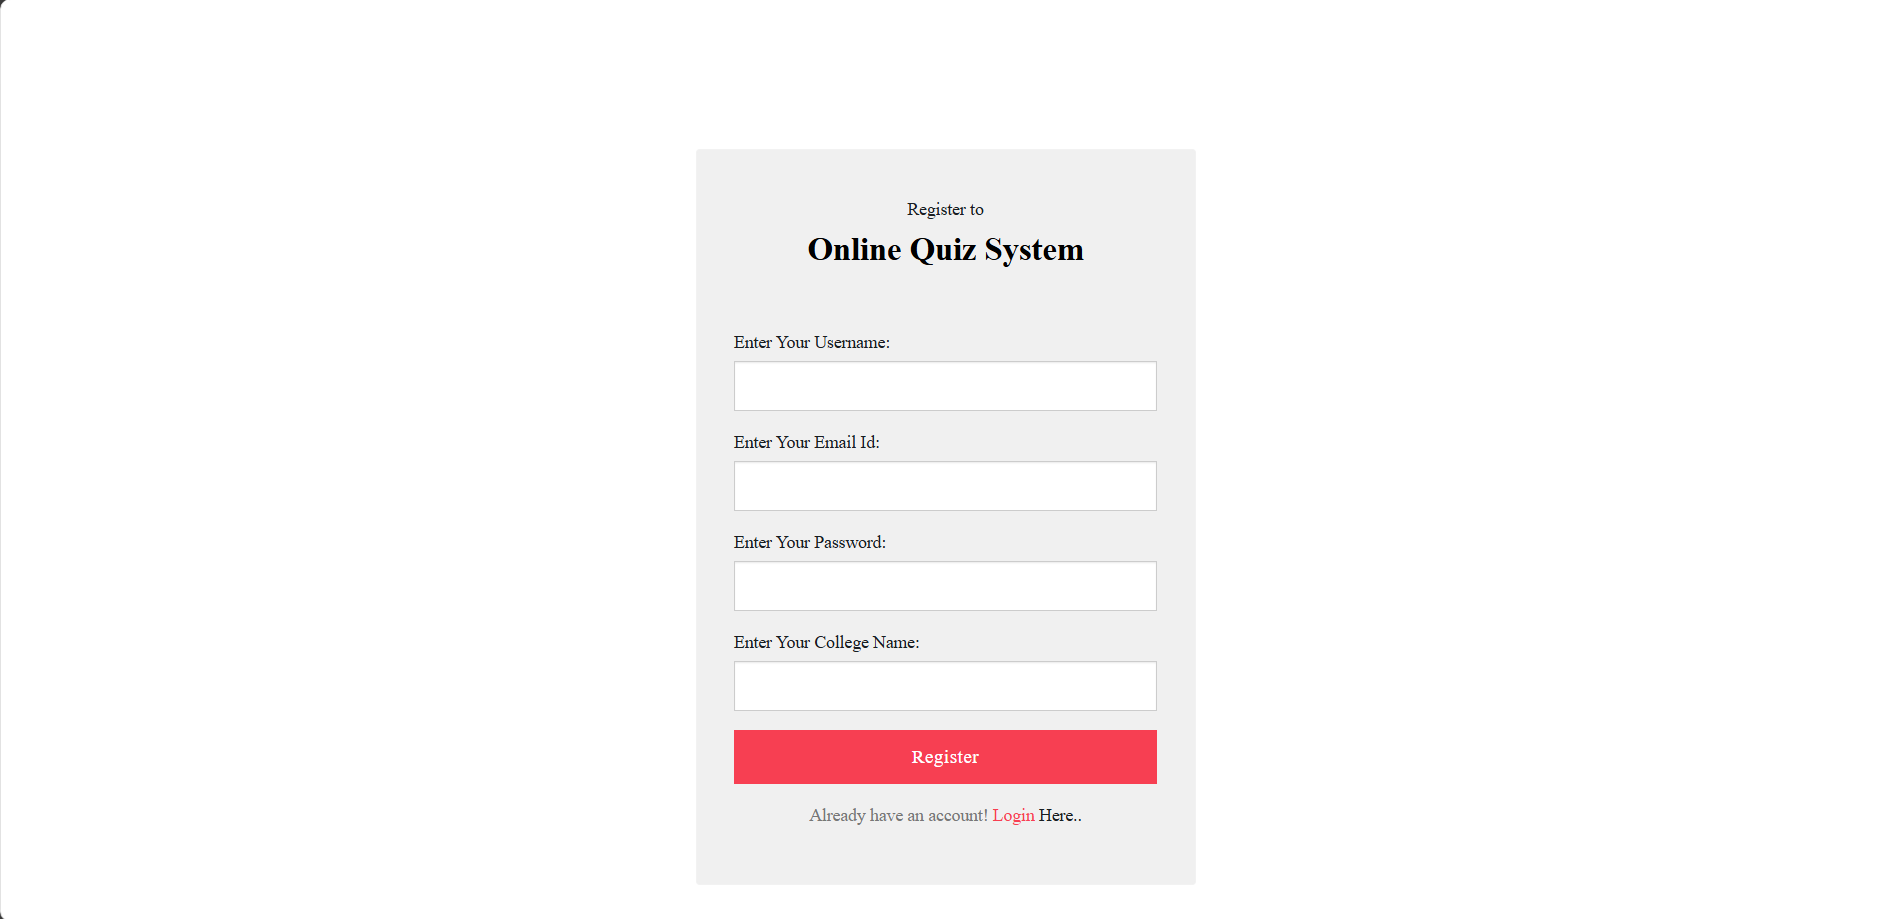 Register to
Online Quiz System
Enter Your Username:
Enter Your Email Id:
Enter Your Password:
Enter Your College Name:
Register
Already have an account! Login Here..